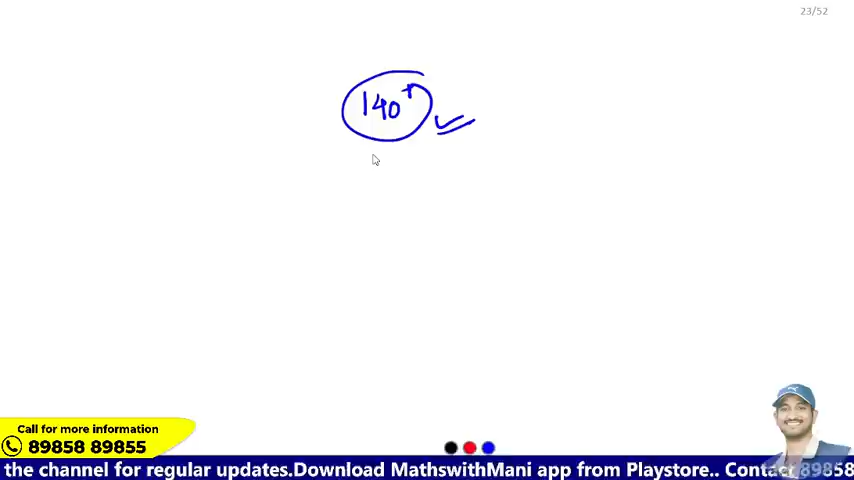 23/52
140+
Call for more information
89858 89855
the channel for regular updates.Download MathswithMani app from Playstore.. Contact 89858